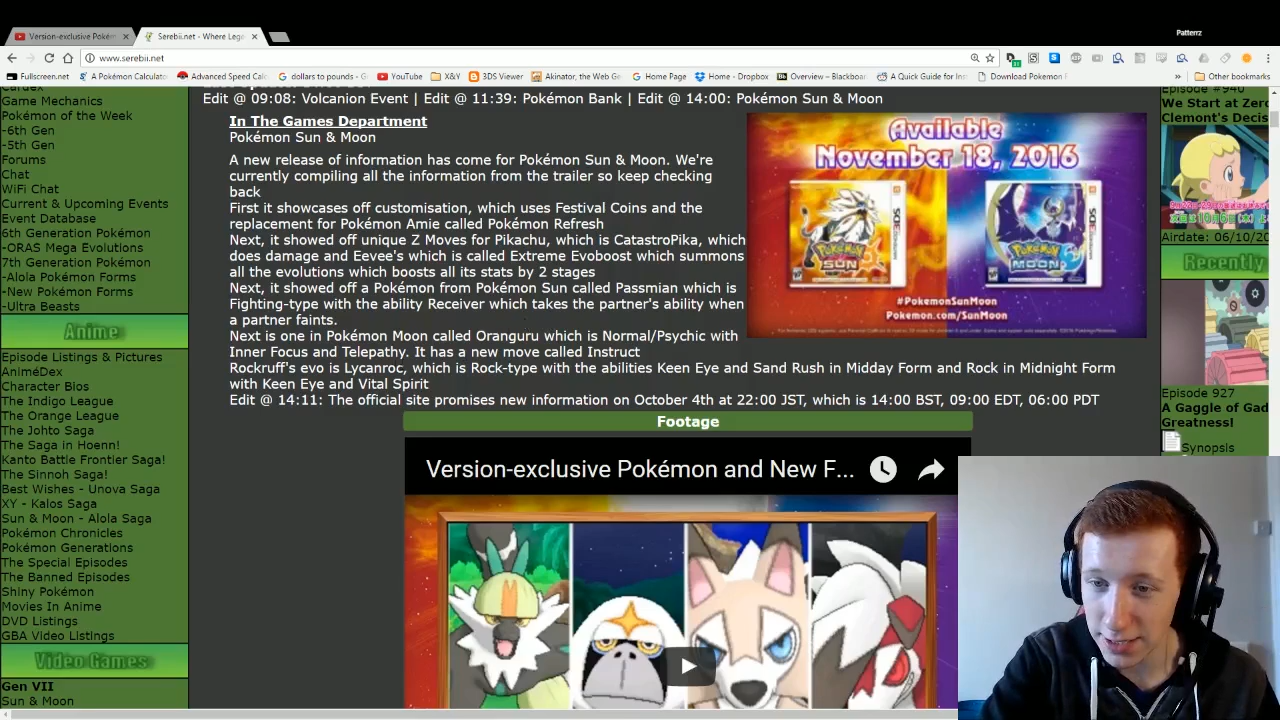 Patterrz
Version-exclusive Pokém
Serebii.net - Where Lege
www.serebii.net
Fullscreen.net
A Pokémon Calculato
Advanced Speed Calc
dollars to pounds - G
YouTube
X&Y
3DS Viewer
Akinator, the Web Ge
Home Page
Home - Dropbox
Overview – Blackboa
A Quick Guide for Ins
Download Pokemon F
Other bookmarks
Cardex
Game Mechanics
Pokémon of the Week
-6th Gen
-5th Gen
Forums
Chat
WiFi Chat
Current & Upcoming Events
Event Database
6th Generation Pokémon
-ORAS Mega Evolutions
7th Generation Pokémon
-Alola Pokémon Forms
-New Pokémon Forms
-Ultra Beasts
Anime
Episode Listings & Pictures
AniméDex
Character Bios
The Indigo League
The Orange League
The Johto Saga
The Saga in Hoenn!
Kanto Battle Frontier Saga!
The Sinnoh Saga!
Best Wishes - Unova Saga
XY - Kalos Saga
Sun & Moon - Alola Saga
Pokémon Chronicles
Pokémon Generations
The Special Episodes
The Banned Episodes
Shiny Pokémon
Movies In Anime
DVD Listings
GBA Video Listings
Video Games
Gen VII
Sun & Moon
Edit @ 09:08: Volcanion Event | Edit @ 11:39: Pokémon Bank | Edit @ 14:00: Pokémon Sun & Moon
In The Games Department
Pokémon Sun & Moon
A new release of information has come for Pokémon Sun & Moon. We're
currently compiling all the information from the trailer so keep checking
back
First it showcases off customisation, which uses Festival Coins and the
replacement for Pokémon Amie called Pokémon Refresh
Next, it showed off unique Z Moves for Pikachu, which is CatastroPika, which
does damage and Eevee's which is called Extreme Evoboost which summons
all the evolutions which boosts all its stats by 2 stages
Next, it showed off a Pokémon from Pokémon Sun called Passmian which is
Fighting-type with the ability Receiver which takes the partner's ability when
a partner faints.
Next is one in Pokémon Moon called Oranguru which is Normal/Psychic with
Inner Focus and Telepathy. It has a new move called Instruct
Rockruff's evo is Lycanroc, which is Rock-type with the abilities Keen Eye and Sand Rush in Midday Form and Rock in Midnight Form
with Keen Eye and Vital Spirit
Edit @ 14:11: The official site promises new information on October 4th at 22:00 JST, which is 14:00 BST, 09:00 EDT, 06:00 PDT
Available
November 18, 2016
POKÉMON SUN
POKÉMON MOON
#PokemonSunMoon
Pokemon.com/SunMoon
Footage
Version-exclusive Pokémon and New F...
Episode #940
We Start at Zero
Clemont's Decis
Airdate: 06/10/20
Recently
Episode 927
A Gaggle of Gad
Greatness!
Synopsis